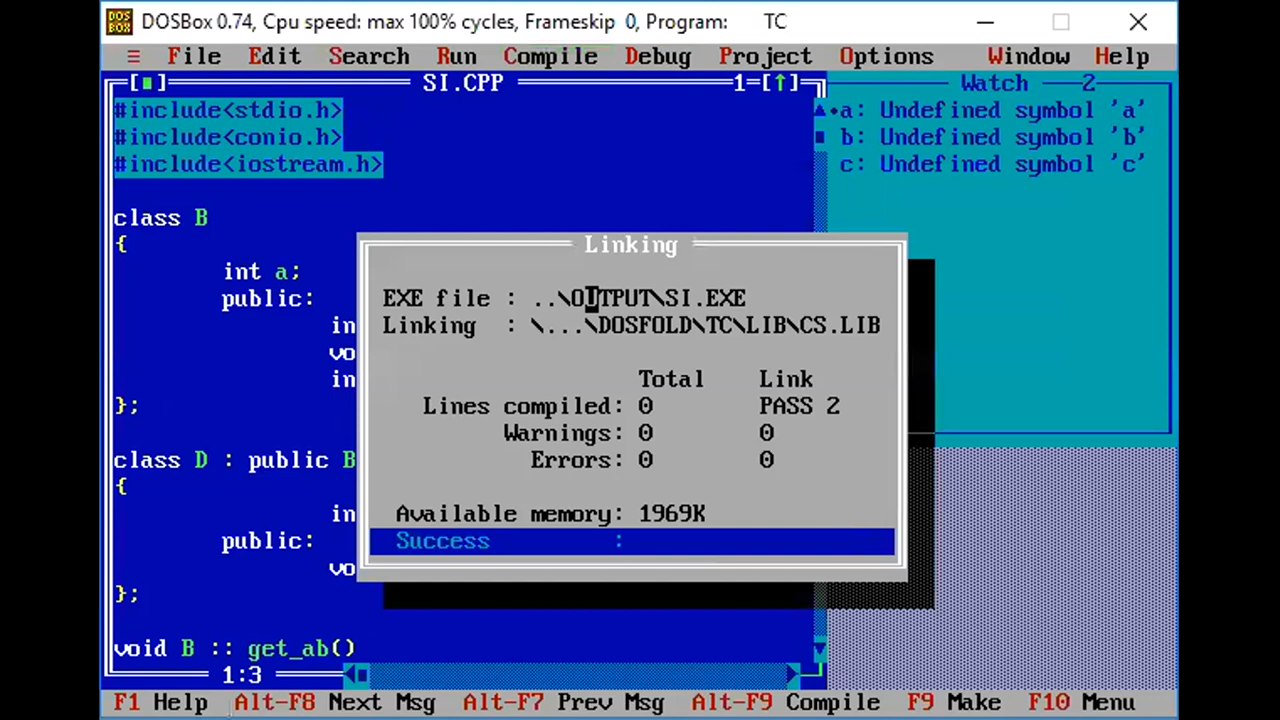 DOSBox 0.74, Cpu speed: max 100% cycles, Frameskip 0, Program: TC
≡ File Edit Search Run Compile Debug Project Options Window Help
[■] SI.CPP 1=[↑]
Watch 2
#include<stdio.h>
#include<conio.h>
#include<iostream.h>
•a: Undefined symbol 'a'
b: Undefined symbol 'b'
c: Undefined symbol 'c'
class B
{
int a;
public:
in
vo
in
};
class D : public B
{
in
public:
vo
};
void B :: get_ab()
1:3
Linking
EXE file : ..\OUTPUT\SI.EXE
Linking : \...\DOSFOLD\TC\LIB\CS.LIB
Total Link
Lines compiled: 0 PASS 2
Warnings: 0 0
Errors: 0 0
Available memory: 1969K
Success :
F1 Help Alt-F8 Next Msg Alt-F7 Prev Msg Alt-F9 Compile F9 Make F10 Menu